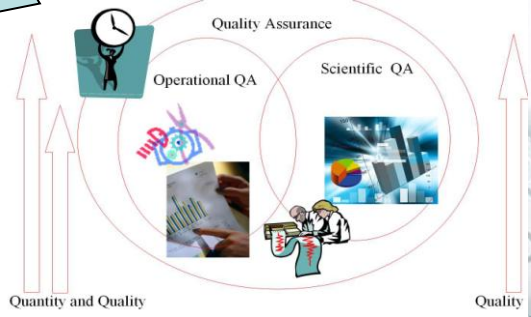 Quality Assurance
Operational QA
Scientific QA
Quantity and Quality
Quality